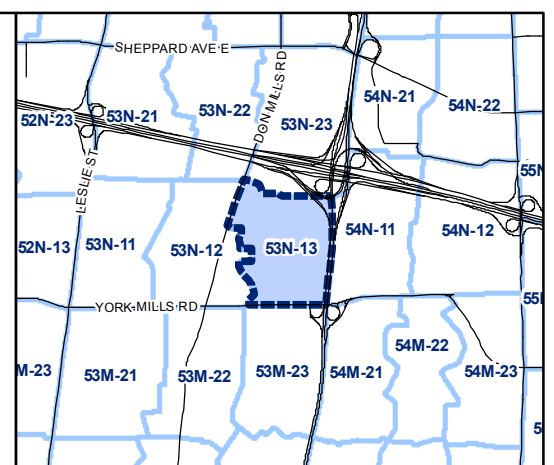 SHEPPARD AVE E
DON MILLS RD
53N-22
54N-21
54N-22
52N-23
53N-21
53N-23
55N
LESLIE ST
52N-13
53N-11
53N-12
53N-13
54N-11
54N-12
55
YORK MILLS RD
54M-22
M-23
53M-21
53M-22
53M-23
54M-21
54M-23
5